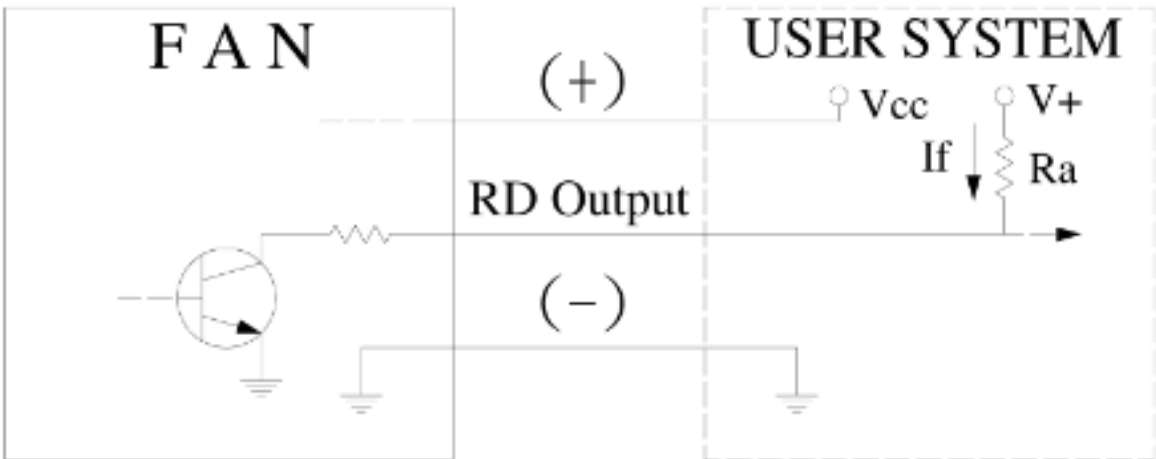 F A N
USER SYSTEM
(+)
Vcc
V+
If
Ra
RD Output
(-)